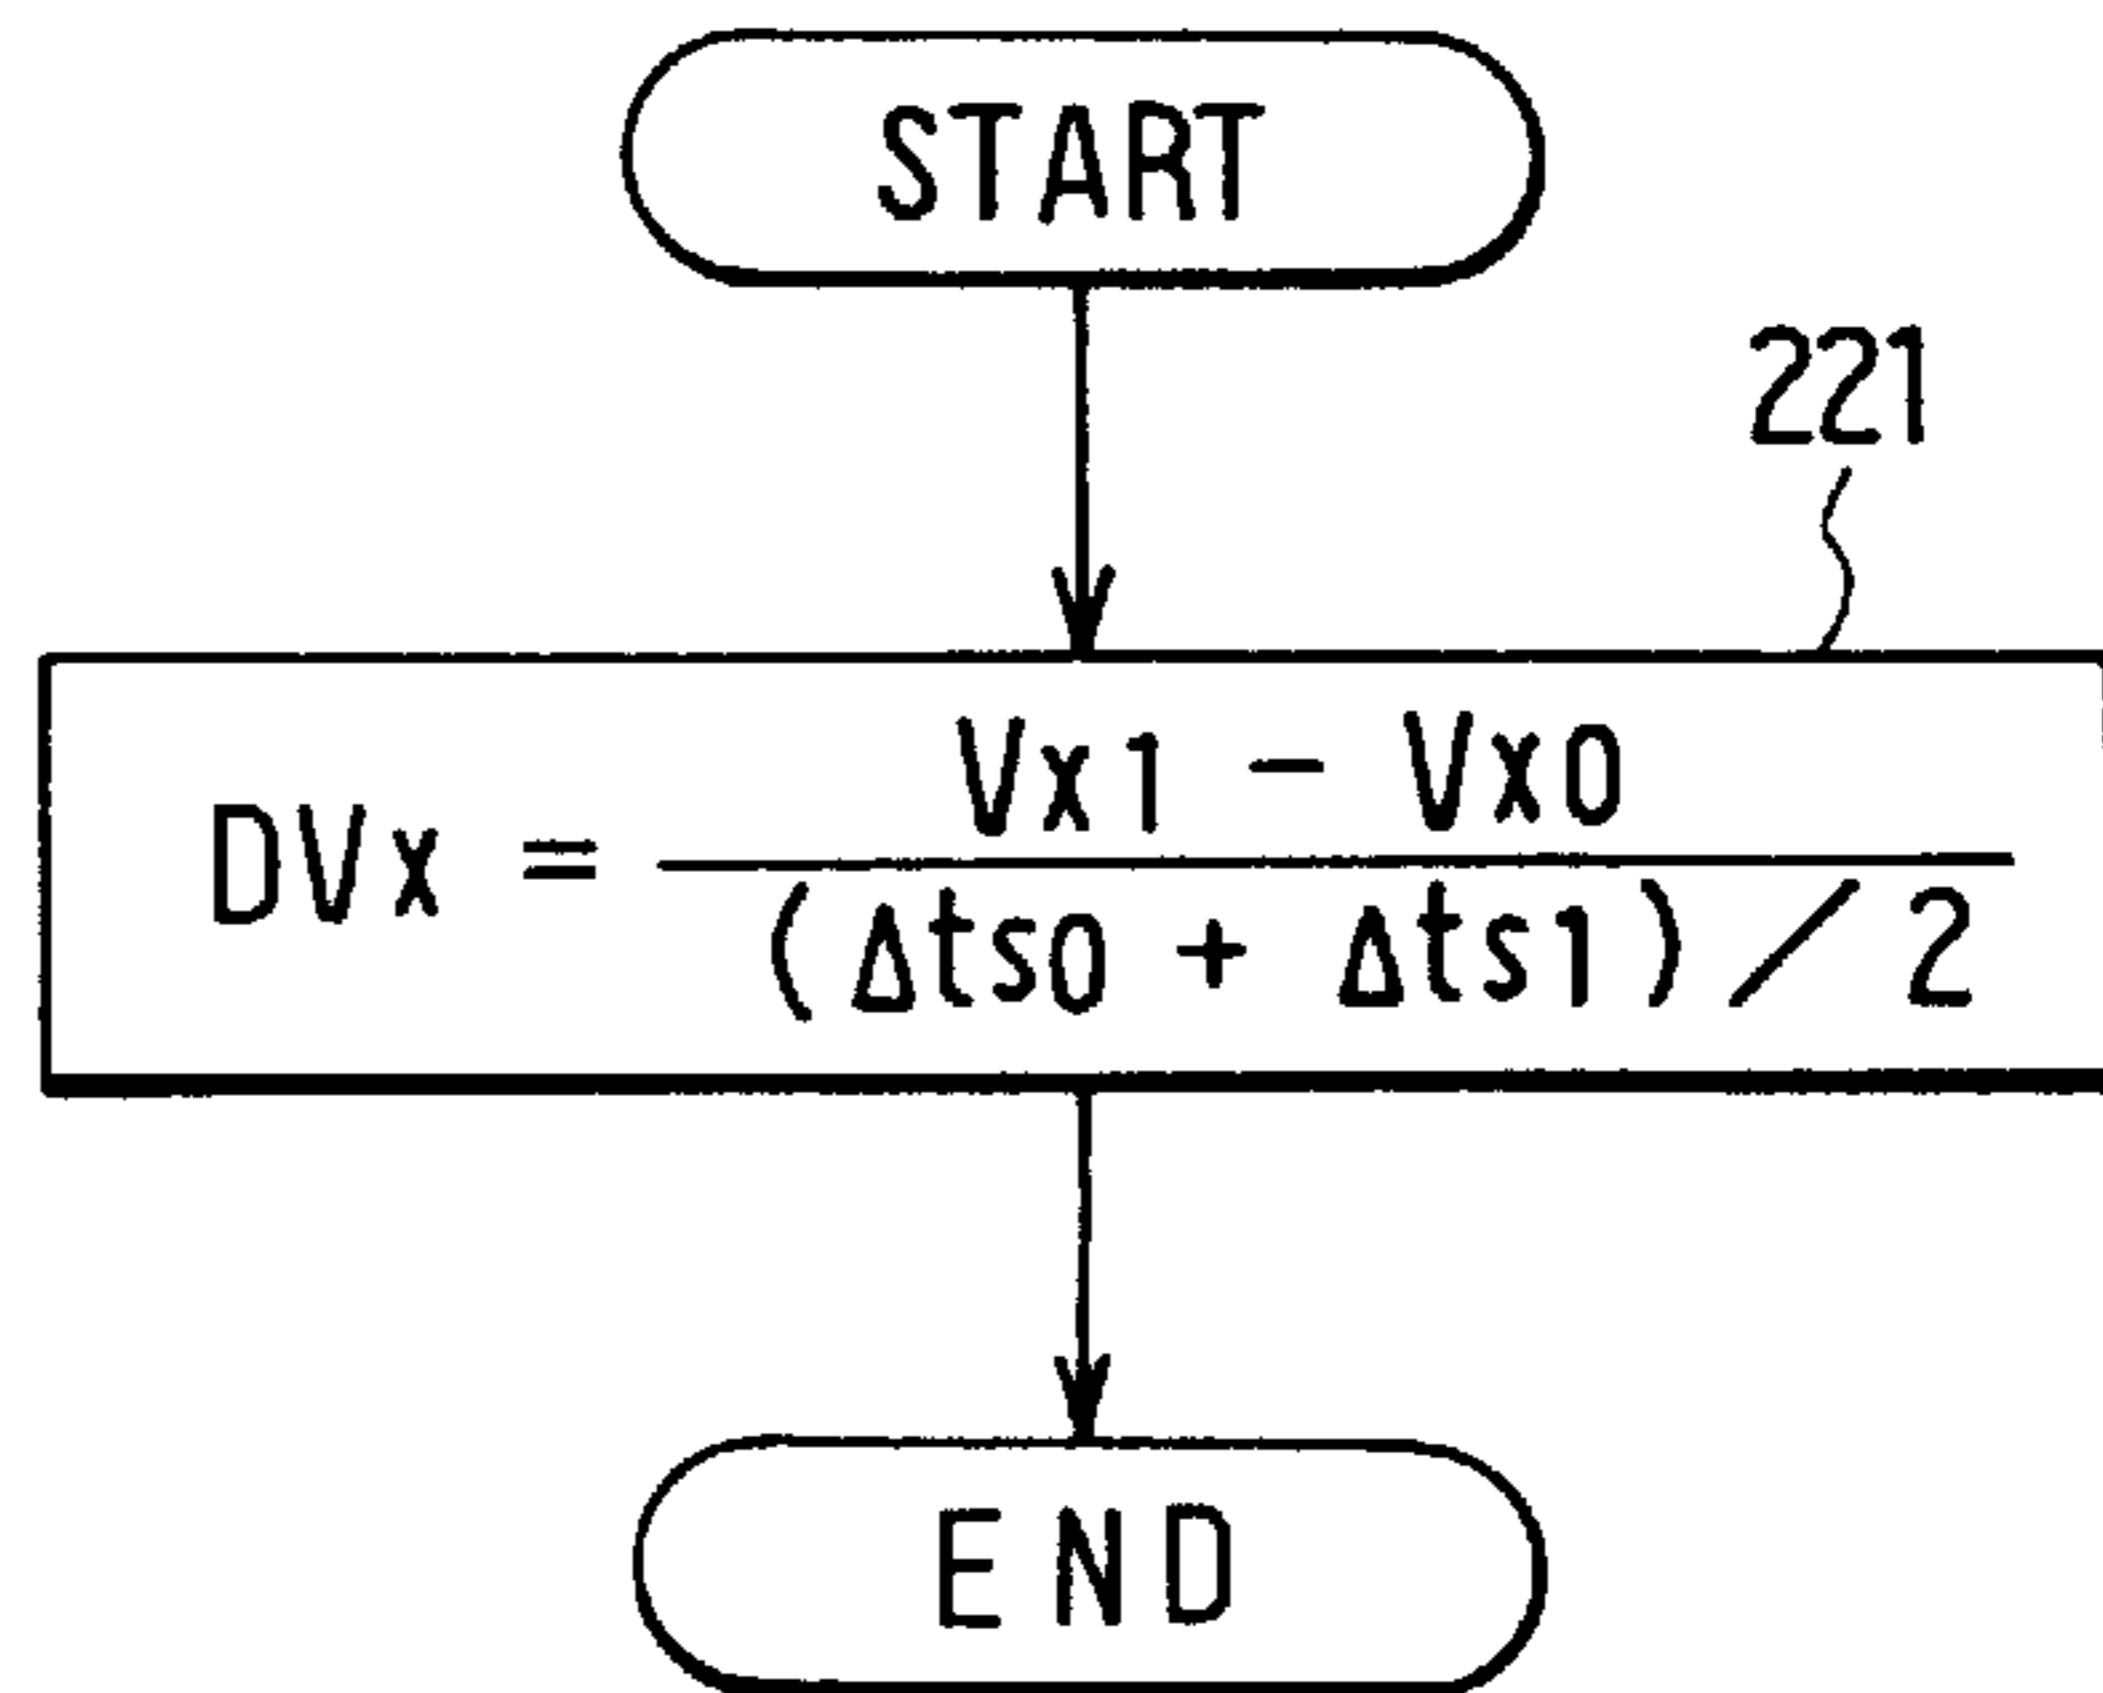 START
221
Vx1 - Vx0
DVx =
(Δts0 + Δts1)/2
END